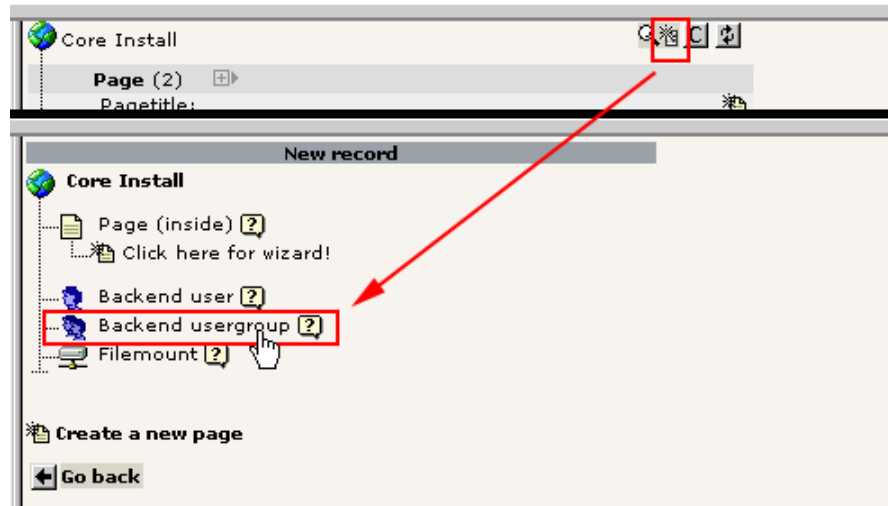 Core Install
C
Page (2)
Pagetitle:
New record
Core Install
Page (inside) ?
Click here for wizard!
Backend user ?
Backend usergroup ?
Filemount ?
Create a new page
Go back